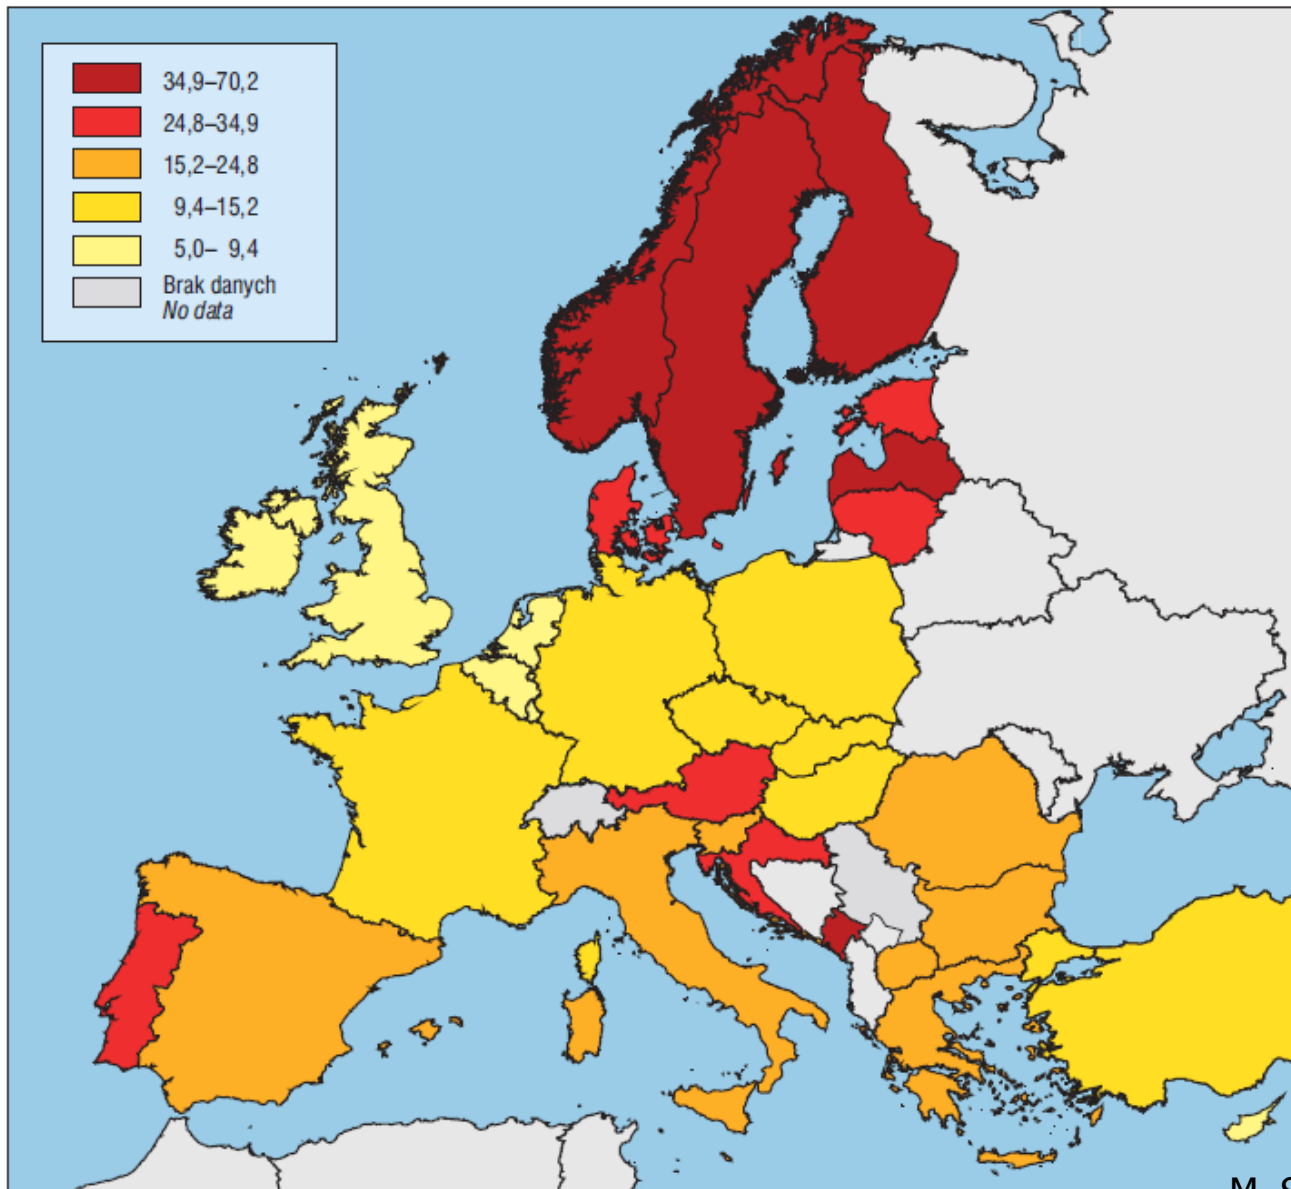 34,9–70,2
24,8–34,9
15,2–24,8
9,4–15,2
5,0– 9,4
Brak danych
No data